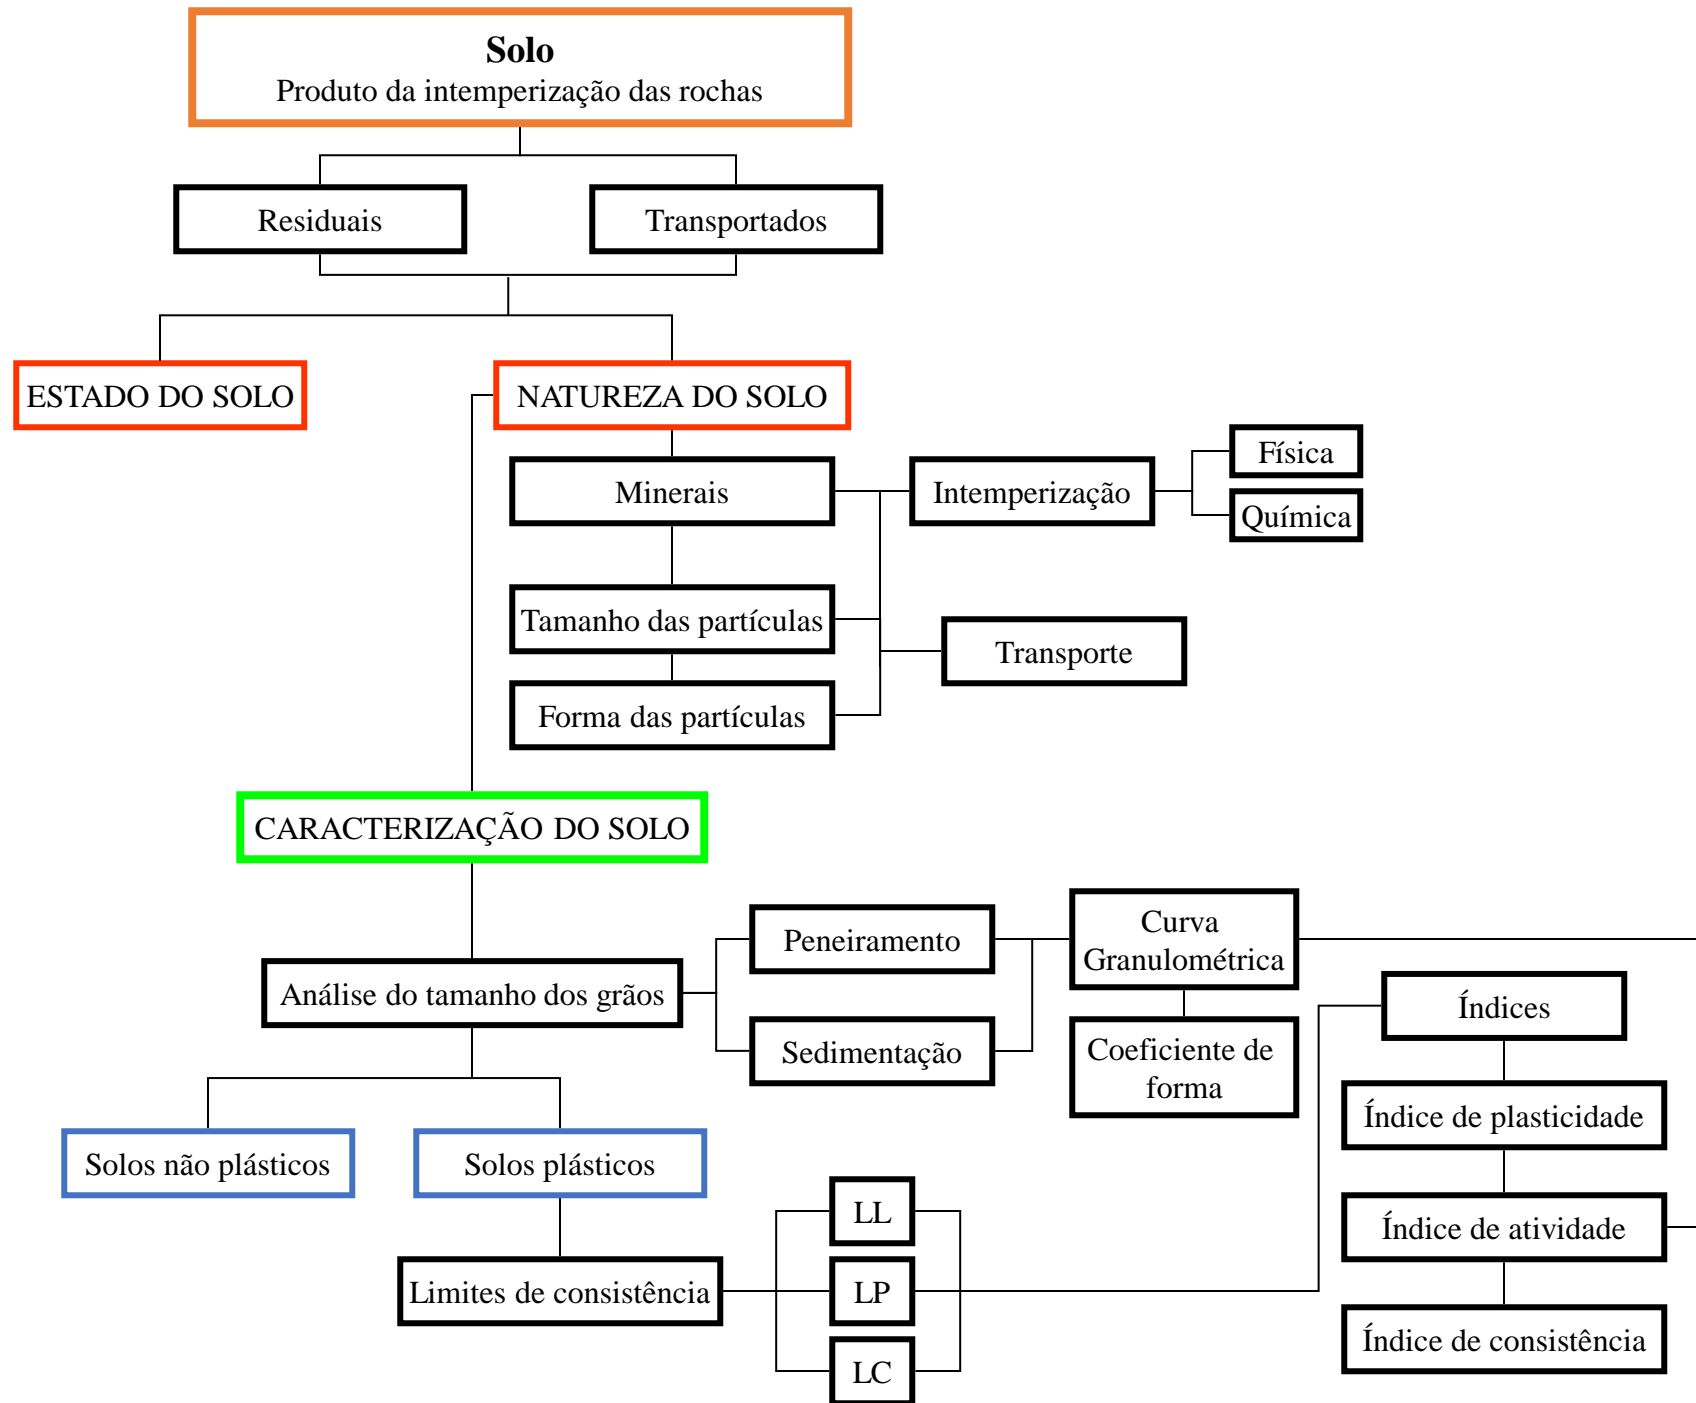 Solo
Produto da intemperização das rochas
Residuais
Transportados
ESTADO DO SOLO
NATUREZA DO SOLO
Minerais
Intemperização
Física
Química
Tamanho das partículas
Transporte
Forma das partículas
CARACTERIZAÇÃO DO SOLO
Análise do tamanho dos grãos
Peneiramento
Sedimentação
Curva
Granulométrica
Coeficiente de
forma
Índices
Índice de plasticidade
Índice de atividade
Índice de consistência
Solos não plásticos
Solos plásticos
Limites de consistência
LL
LP
LC